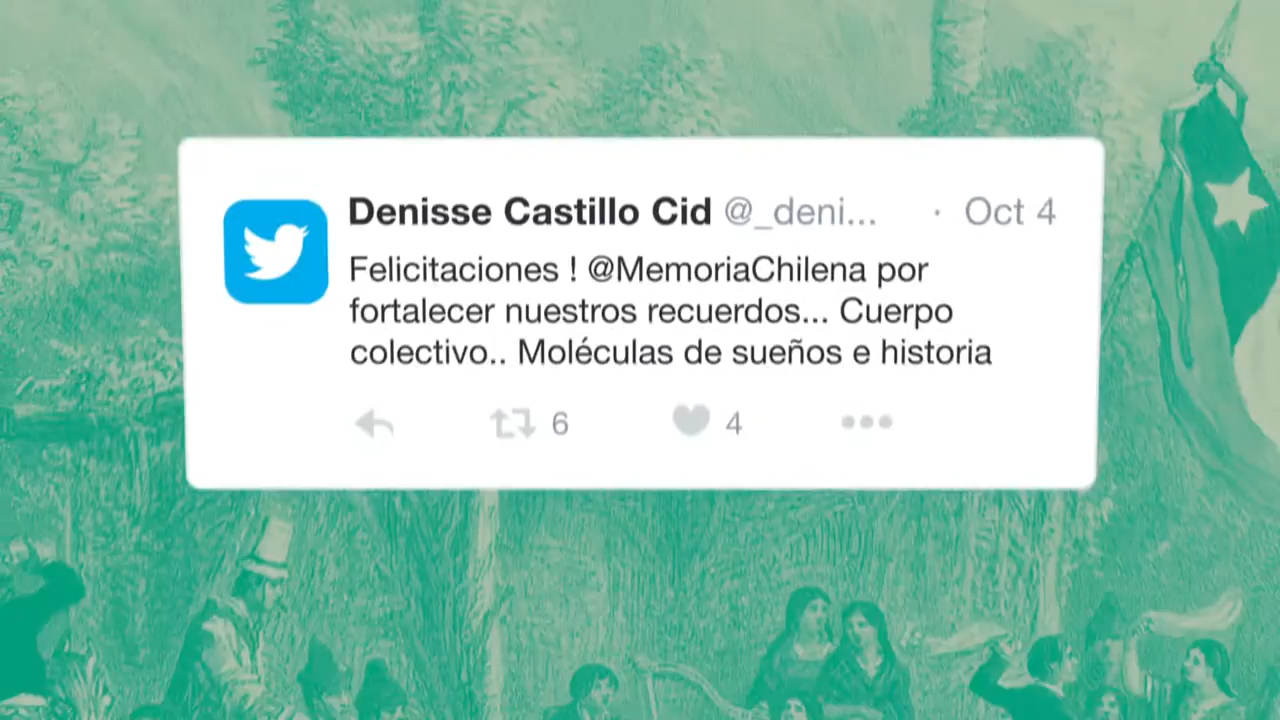 Denisse Castillo Cid @_deni... · Oct 4
Felicitaciones ! @MemoriaChilena por
fortalecer nuestros recuerdos... Cuerpo
colectivo.. Moléculas de sueños e historia
6 4